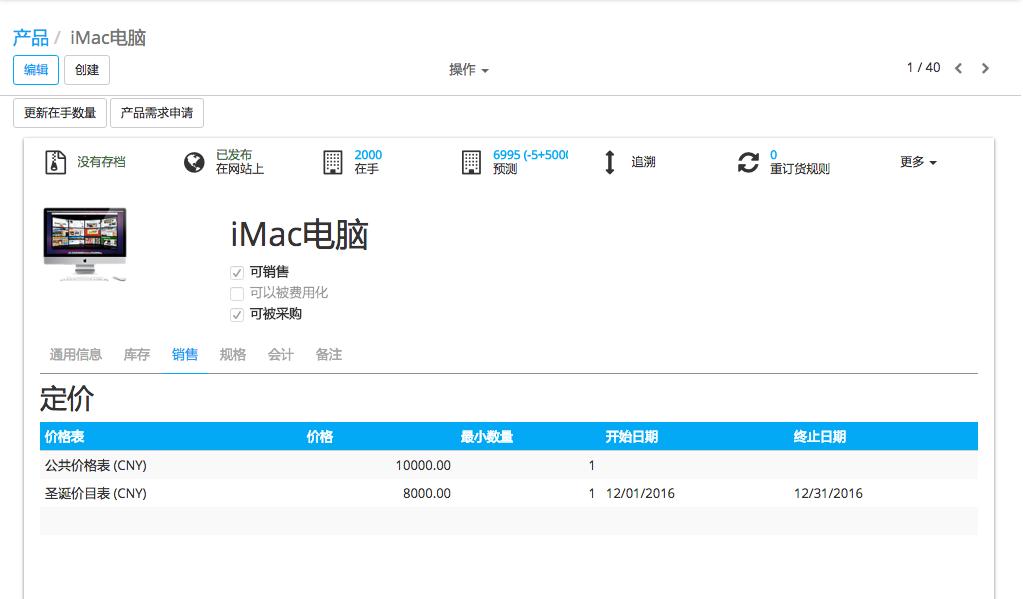 产品 / iMac电脑
编辑 创建 操作 1 / 40
更新在手数量 产品需求申请
没有存档
已发布
在网站上
2000
在手
6995 (-5+500
预测
追溯
0
重订货规则
更多
iMac电脑
可销售
可以被费用化
可被采购
通用信息 库存 销售 规格 会计 备注
定价
价格表 价格 最小数量 开始日期 终止日期
公共价格表 (CNY) 10000.00 1
圣诞价目表 (CNY) 8000.00 1 12/01/2016 12/31/2016